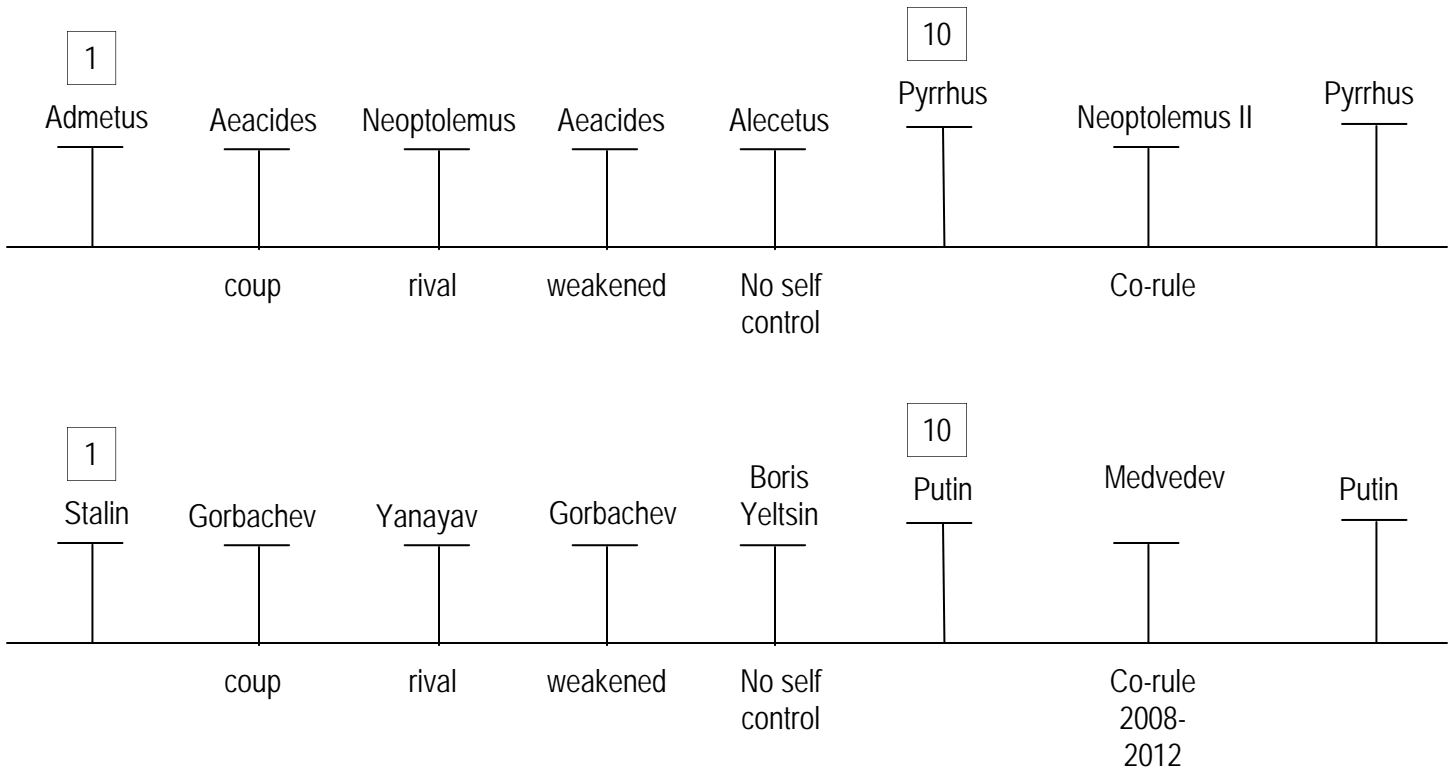 1
10
Admetus Aeacides Neoptolemus Aeacides Alecetus Pyrrhus Neoptolemus II Pyrrhus
coup rival weakened No self Co-rule
control
1
10
Boris
Stalin Gorbachev Yanayav Gorbachev Yeltsin Putin Medvedev Putin
coup rival weakened No self Co-rule
control 2008-
2012